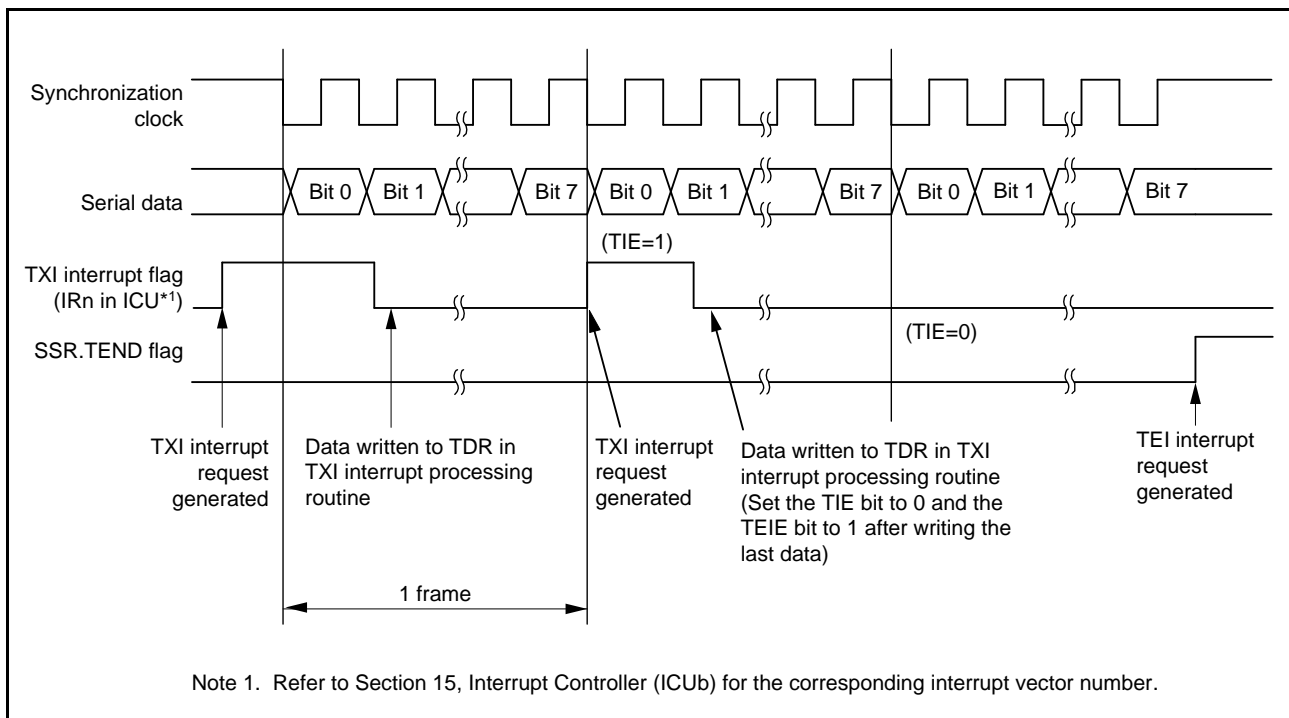 Synchronization
clock
Serial data
Bit 0 Bit 1 Bit 7 Bit 0 Bit 1 Bit 7 Bit 0 Bit 1 Bit 7
(TIE=1)
TXI interrupt flag
(IRn in ICU*1)
(TIE=0)
SSR.TEND flag
TXI interrupt
request
generated
Data written to TDR in
TXI interrupt processing
routine
TXI interrupt
request
generated
Data written to TDR in TXI
interrupt processing routine
(Set the TIE bit to 0 and the
TEIE bit to 1 after writing the
last data)
TEI interrupt
request
generated
1 frame
Note 1. Refer to Section 15, Interrupt Controller (ICUb) for the corresponding interrupt vector number.